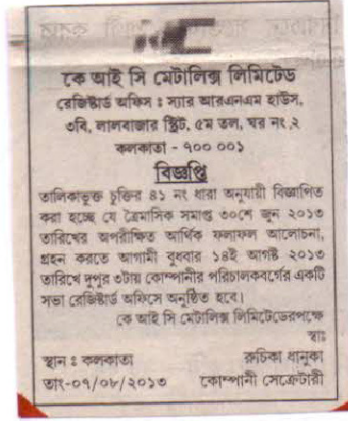 কে আই সি মেটালিক্স লিমিটেড
রেজিষ্টার্ড অফিস : স্যার আরএনএম হাউস,
৩বি, লালবাজার স্ট্রিট, ৫ম তল, ঘর নং ২
কলকাতা - ৭০০ ০০১
বিজ্ঞপ্তি
তালিকাভুক্ত চুক্তির ৪১ নং ধারা অনুযায়ী বিজ্ঞাপিত
করা হচ্ছে যে ত্রৈমাসিক সমাপ্ত ৩০শে জুন ২০১৩
তারিখের অপরীক্ষিত আর্থিক ফলাফল আলোচনা,
গ্রহন করতে আগামী বুধবার ১৪ই আগষ্ট ২০১৩
তারিখে দুপুর ৩টায় কোম্পানীর পরিচালকবর্গের একটি
সভা রেজিষ্টার্ড অফিসে অনুষ্ঠিত হবে।
কে আই সি মেটালিক্স লিমিটেডেরপক্ষে
স্বাঃ
স্থান : কলকাতা রুচিকা ধানুকা
তাং-০৭/০৮/২০১৩ কোম্পানী সেক্রেটারী